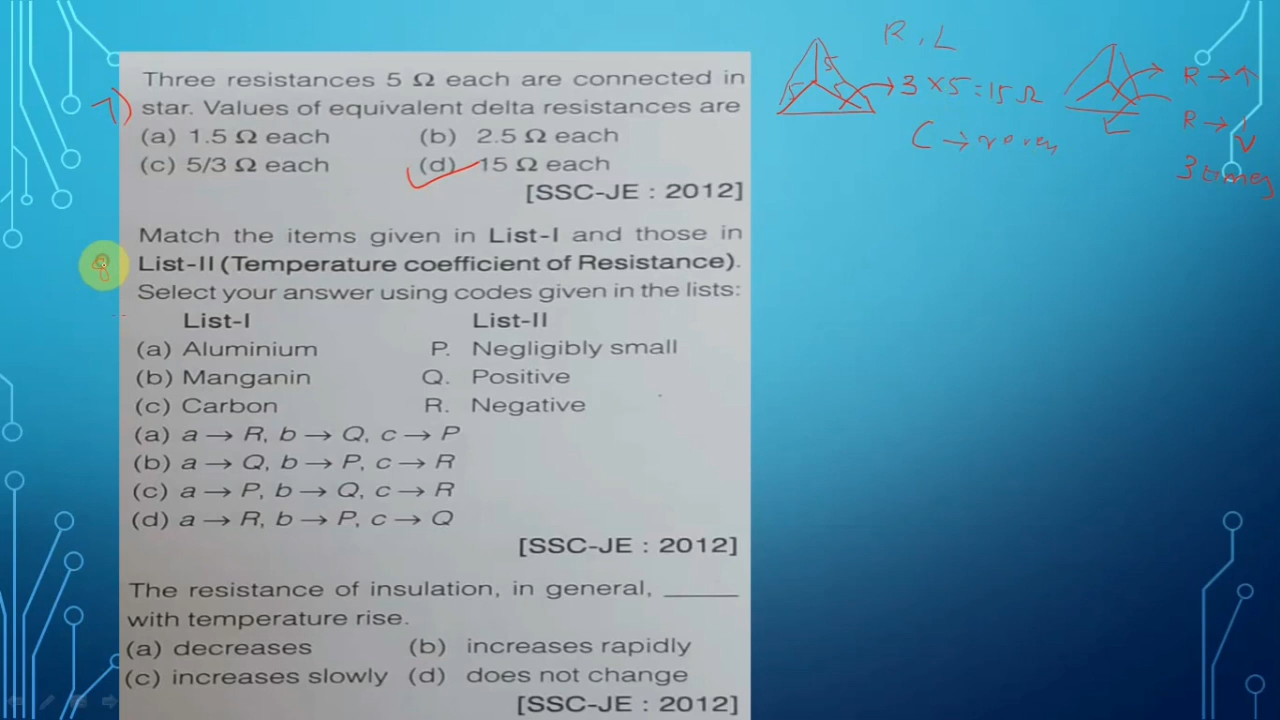 7)
Three resistances 5 Ω each are connected in
star. Values of equivalent delta resistances are
(a) 1.5 Ω each (b) 2.5 Ω each
(c) 5/3 Ω each (d) 15 Ω each
[SSC-JE : 2012]
8
Match the items given in List-I and those in
List-II (Temperature coefficient of Resistance).
Select your answer using codes given in the lists:
List-I List-II
(a) Aluminium P. Negligibly small
(b) Manganin Q. Positive
(c) Carbon R. Negative
(a) a → R, b → Q, c → P
(b) a → Q, b → P, c → R
(c) a → P, b → Q, c → R
(d) a → R, b → P, c → Q
[SSC-JE : 2012]
The resistance of insulation, in general, ______
with temperature rise.
(a) decreases (b) increases rapidly
(c) increases slowly (d) does not change
[SSC-JE : 2012]
R, L
5 5 5
→ 3 × 5 = 15 Ω
C →
R → ↑
R → ↓
3 times